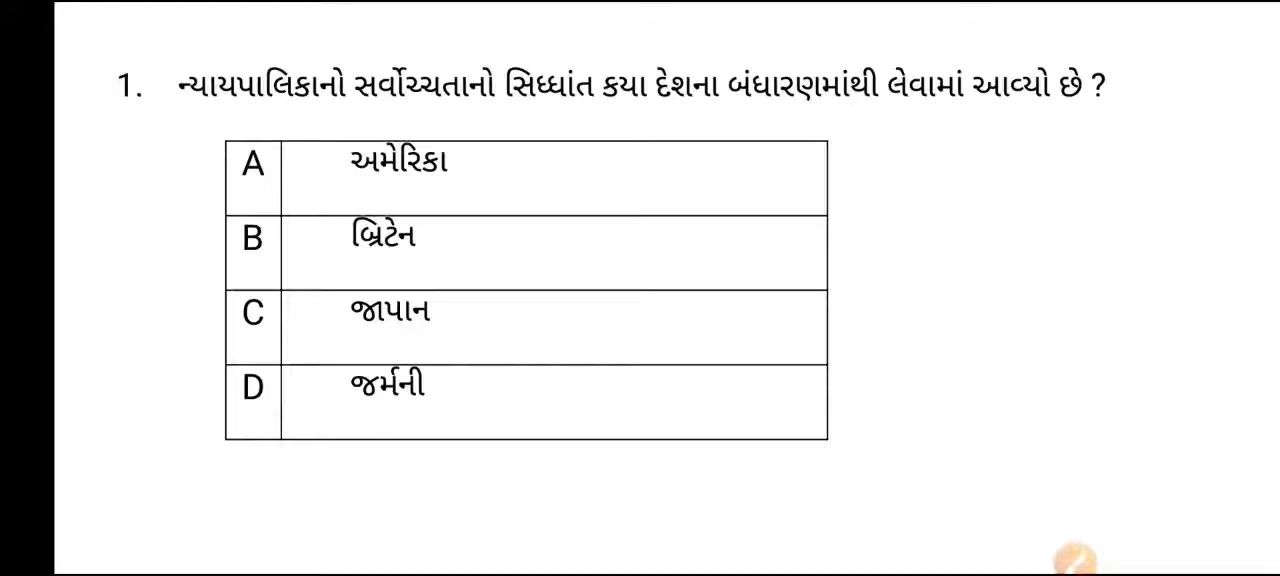 1. ન્યાયપાલિકાનો સર્વોચ્ચતાનો સિધ્ધાંત કયા દેશના બંધારણમાંથી લેવામાં આવ્યો છે ?
A અમેરિકા
B બ્રિટેન
C જાપાન
D જર્મની